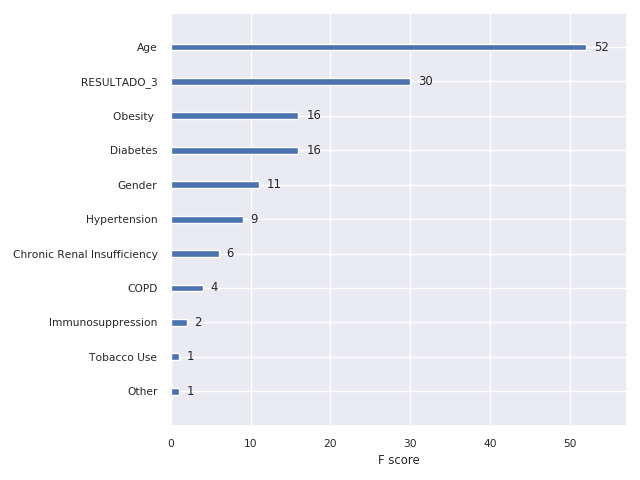 Age 52
RESULTADO_3 30
Obesity 16
Diabetes 16
Gender 11
Hypertension 9
Chronic Renal Insufficiency 6
COPD 4
Immunosuppression 2
Tobacco Use 1
Other 1
0 10 20 30 40 50
F score